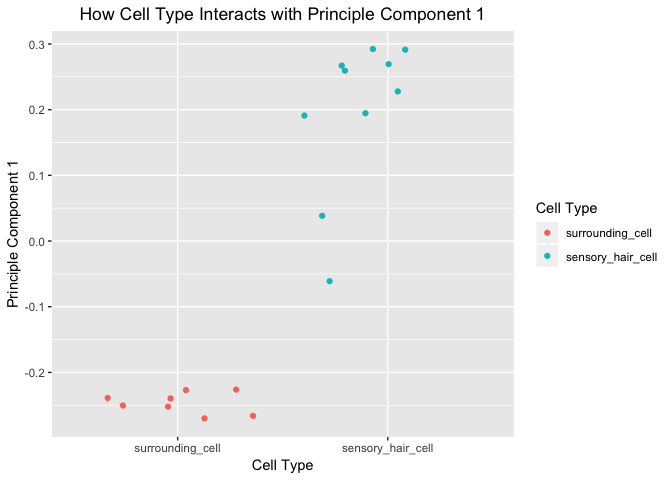 How Cell Type Interacts with Principle Component 1
Principle Component 1
0.3
0.2
0.1
0.0
-0.1
-0.2
surrounding_cell
sensory_hair_cell
Cell Type
Cell Type
surrounding_cell
sensory_hair_cell